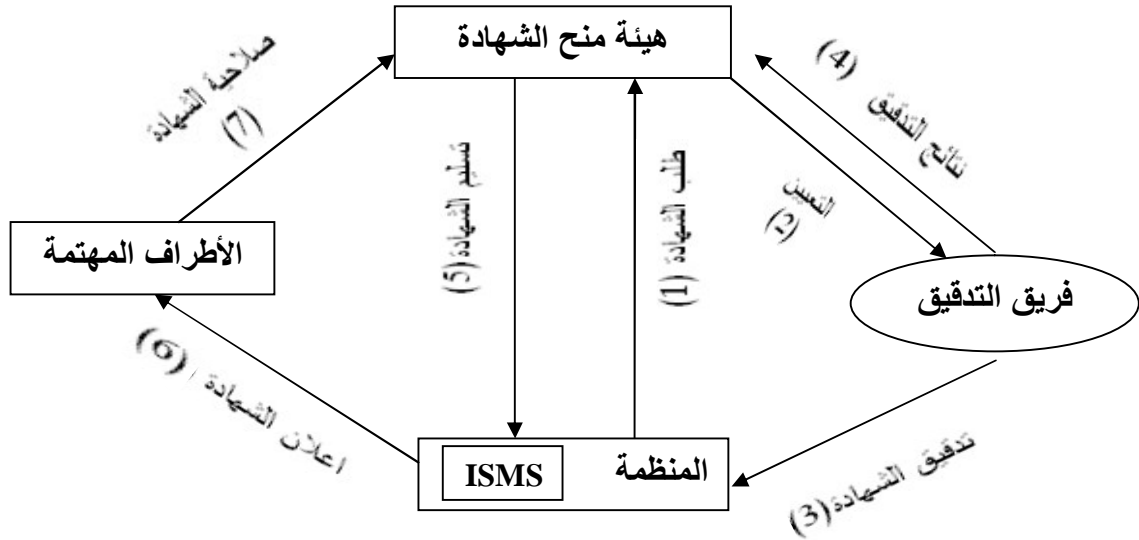 هيئة منح الشهادة
صلاحية الشهادة
(7)
نتائج التدقيق (4)
التعيين
(2)
تسليم الشهادة(5)
طلب الشهادة (1)
الأطراف المهتمة
فريق التدقيق
اعلان الشهادة (6)
تدقيق الشهادة(3)
المنظمة
ISMS